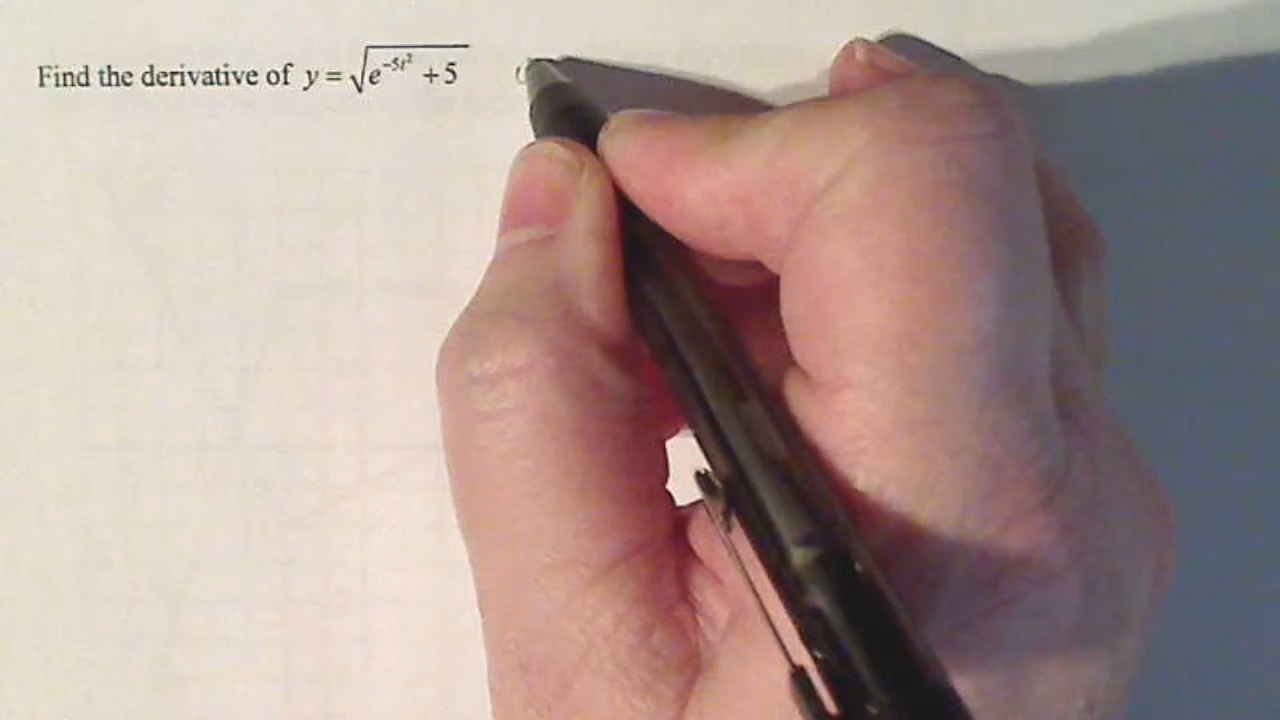 Find the derivative of y = √(e^(-5t²) + 5)